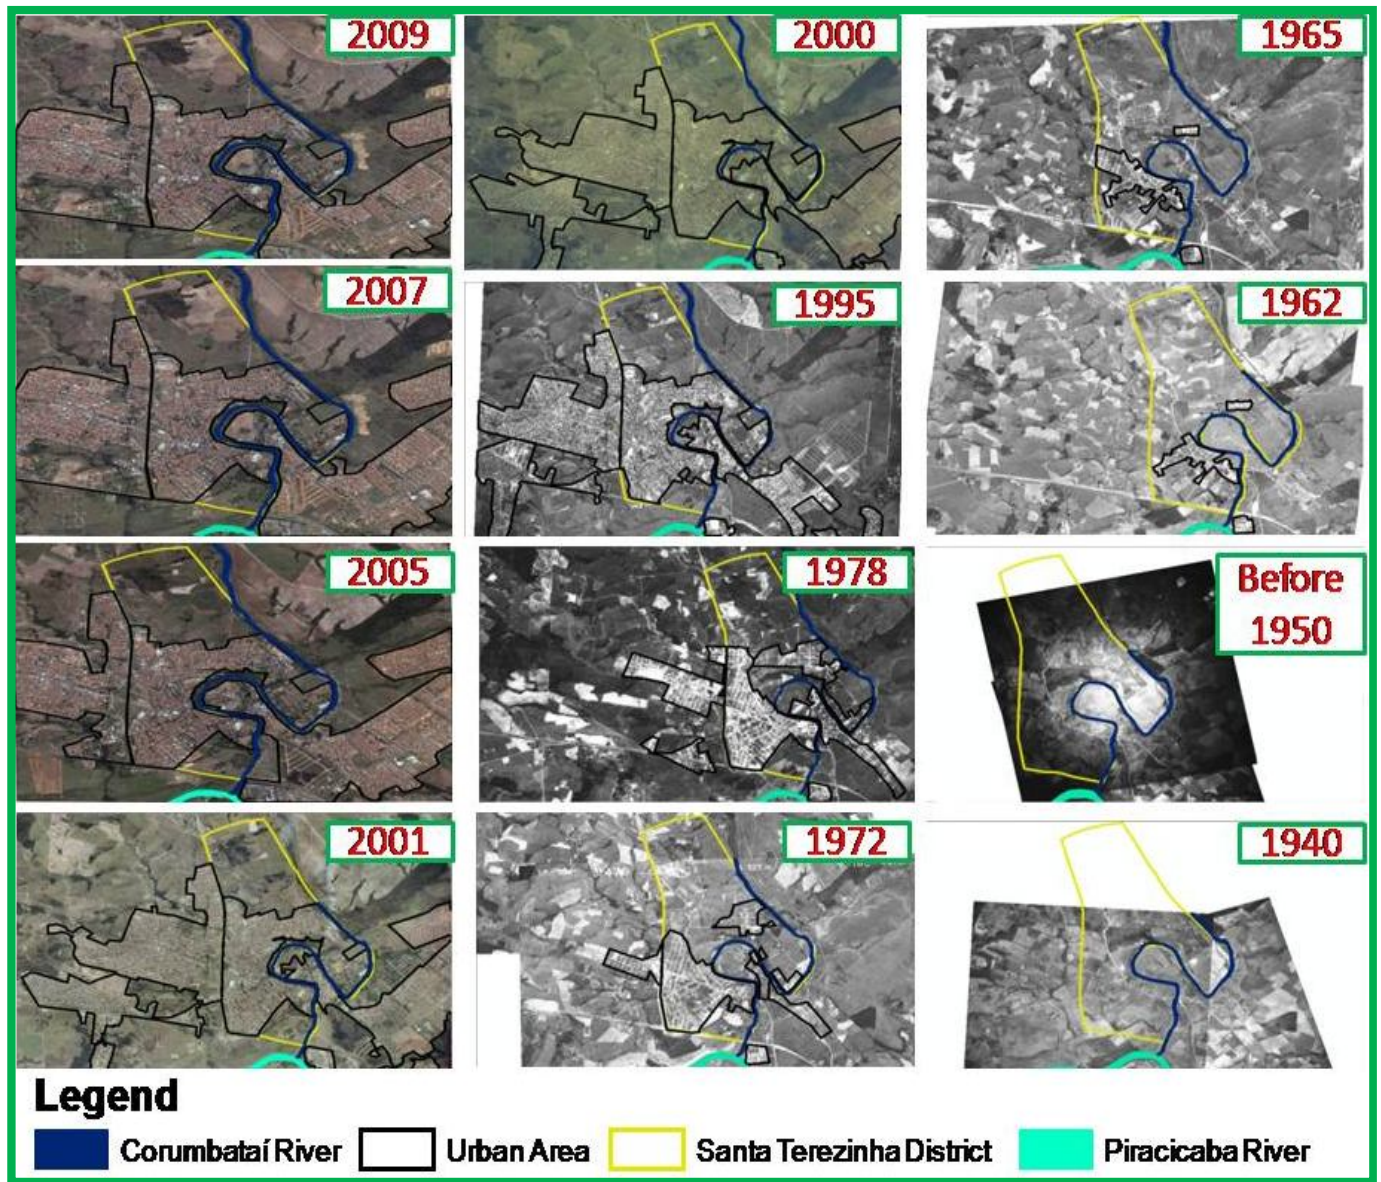 2009
2000
1965
2007
1995
1962
2005
1978
Before
1950
2001
1972
1940
Legend
Corumbataí River
Urban Area
Santa Terezinha District
Piracicaba River